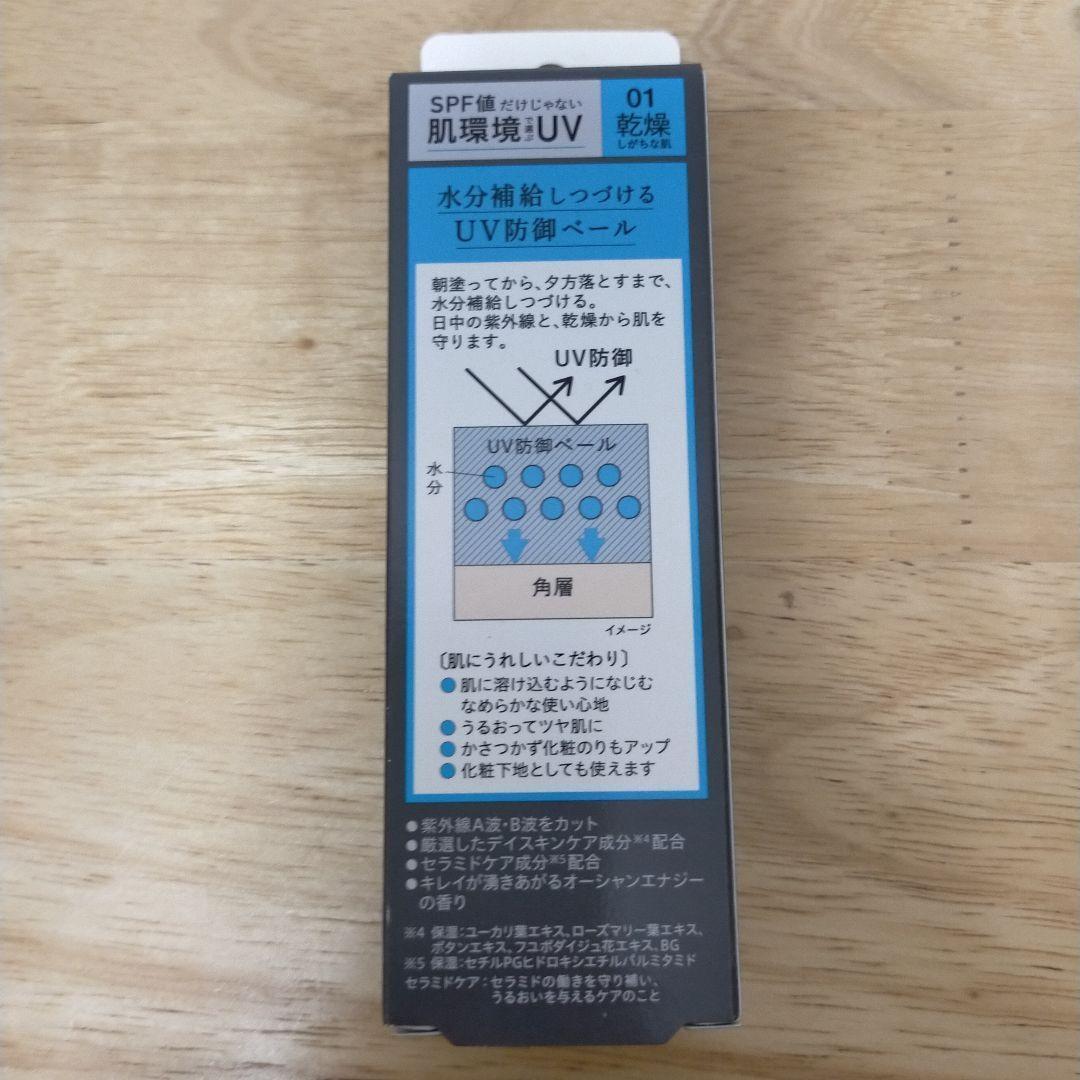 SPF値だけじゃない
肌環境で選ぶUV
01
乾燥
しがちな肌
水分補給しつづける
UV防御ベール
朝塗ってから、夕方落とすまで、
水分補給しつづける。
日中の紫外線と、乾燥から肌を
守ります。
UV防御
UV防御ベール
水分
角層
イメージ
〔肌にうれしいこだわり〕
●肌に溶け込むようになじむ
なめらかな使い心地
●うるおってツヤ肌に
●かさつかず化粧のりもアップ
●化粧下地としても使えます
●紫外線A波・B波をカット
●厳選したデイスキンケア成分※4配合
●セラミドケア成分※5配合
●キレイが湧きあがるオーシャンエナジー
の香り
※4 保湿：ユーカリ葉エキス、ローズマリー葉エキス、
ボタンエキス、フユボダイジュ花エキス、BG
※5 保湿：セチルPGヒドロキシエチルパルミタミド
セラミドケア：セラミドの働きを守り補い、
うるおいを与えるケアのこと